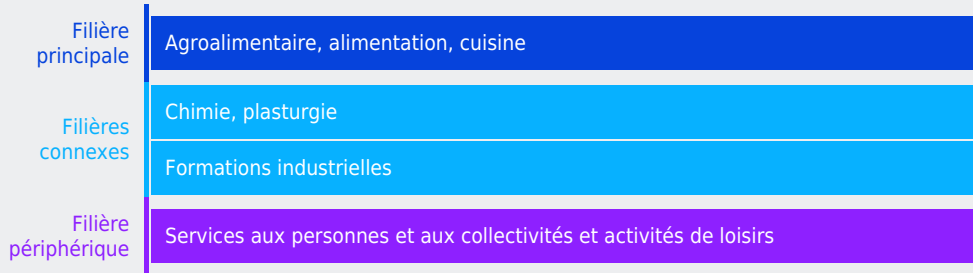 Filière
principale
Agroalimentaire, alimentation, cuisine
Filières
connexes
Chimie, plasturgie
Formations industrielles
Filière
périphérique
Services aux personnes et aux collectivités et activités de loisirs